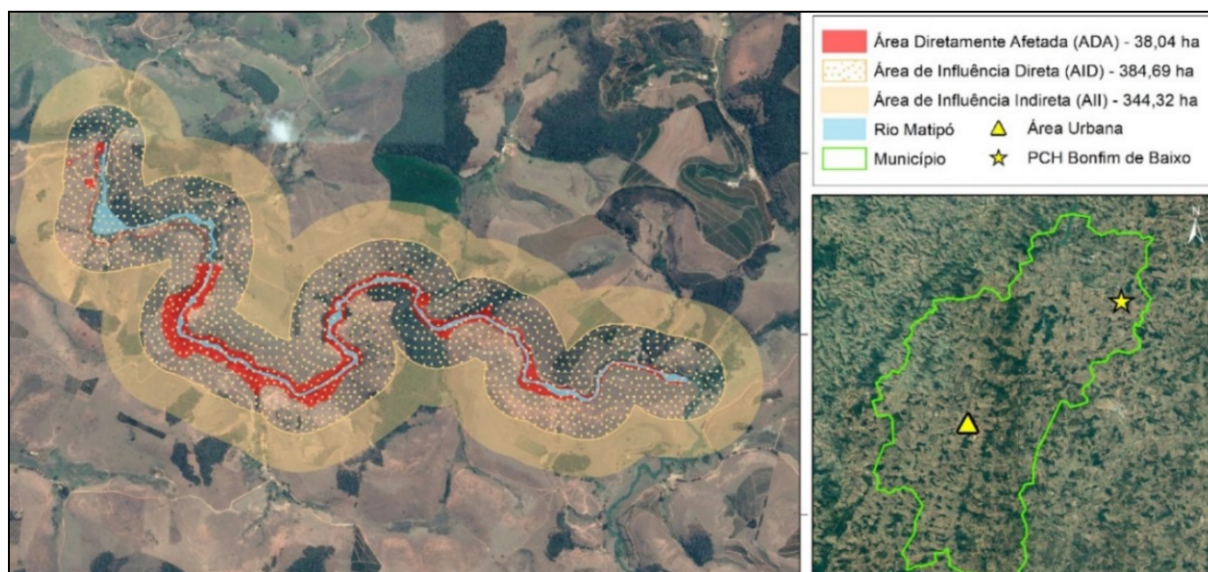 Área Diretamente Afetada (ADA) - 38,04 ha
Área de Influência Direta (AID) - 384,69 ha
Área de Influência Indireta (AII) - 344,32 ha
Rio Matipó Área Urbana
Município PCH Bonfim de Baixo
N